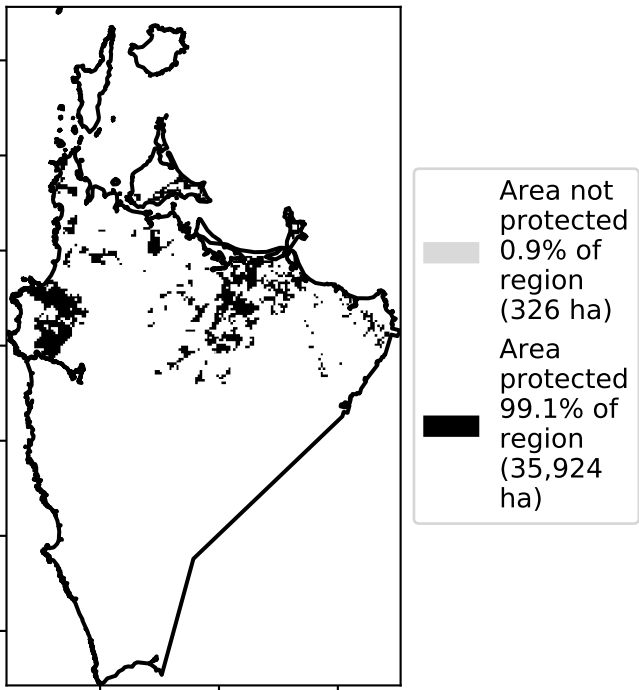 Area not
protected
0.9% of
region
(326 ha)
Area
protected
99.1% of
region
(35,924
ha)